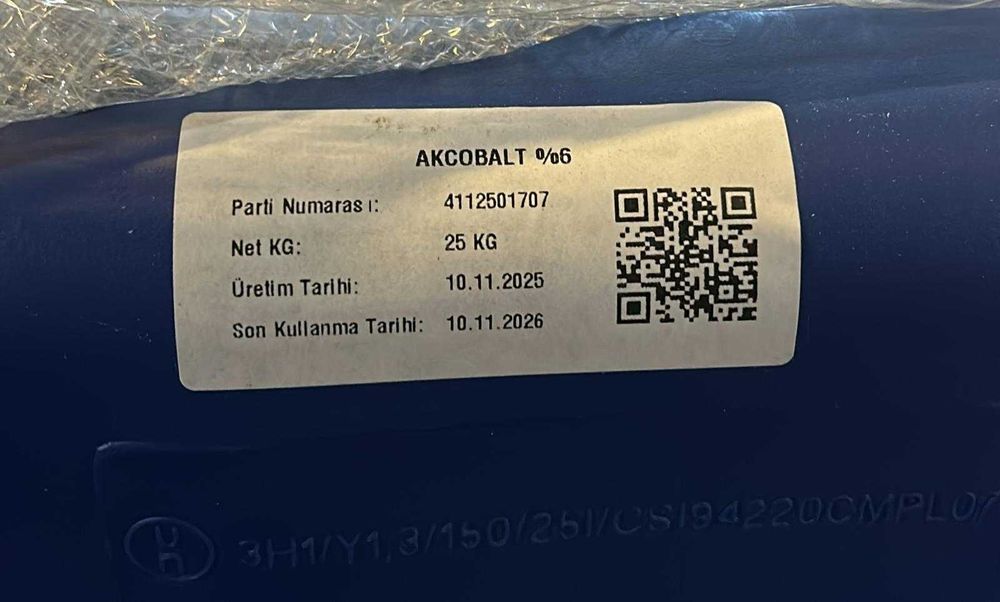 AKCOBALT %6
Parti Numarası: 4112501707
Net KG: 25 KG
Üretim Tarihi: 10.11.2025
Son Kullanma Tarihi: 10.11.2026
un
3H1/Y1,3/150/25